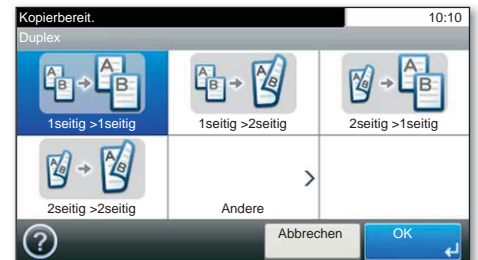 Kopierbereit. 10:10
Duplex
1seitig >1seitig 1seitig >2seitig 2seitig >1seitig
2seitig >2seitig Andere
Abbrechen OK